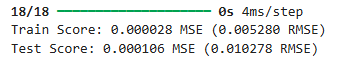 18/18 ━━━━━━━━━━━━━━━━━━━━ 0s 4ms/step
Train Score: 0.000028 MSE (0.005280 RMSE)
Test Score: 0.000106 MSE (0.010278 RMSE)